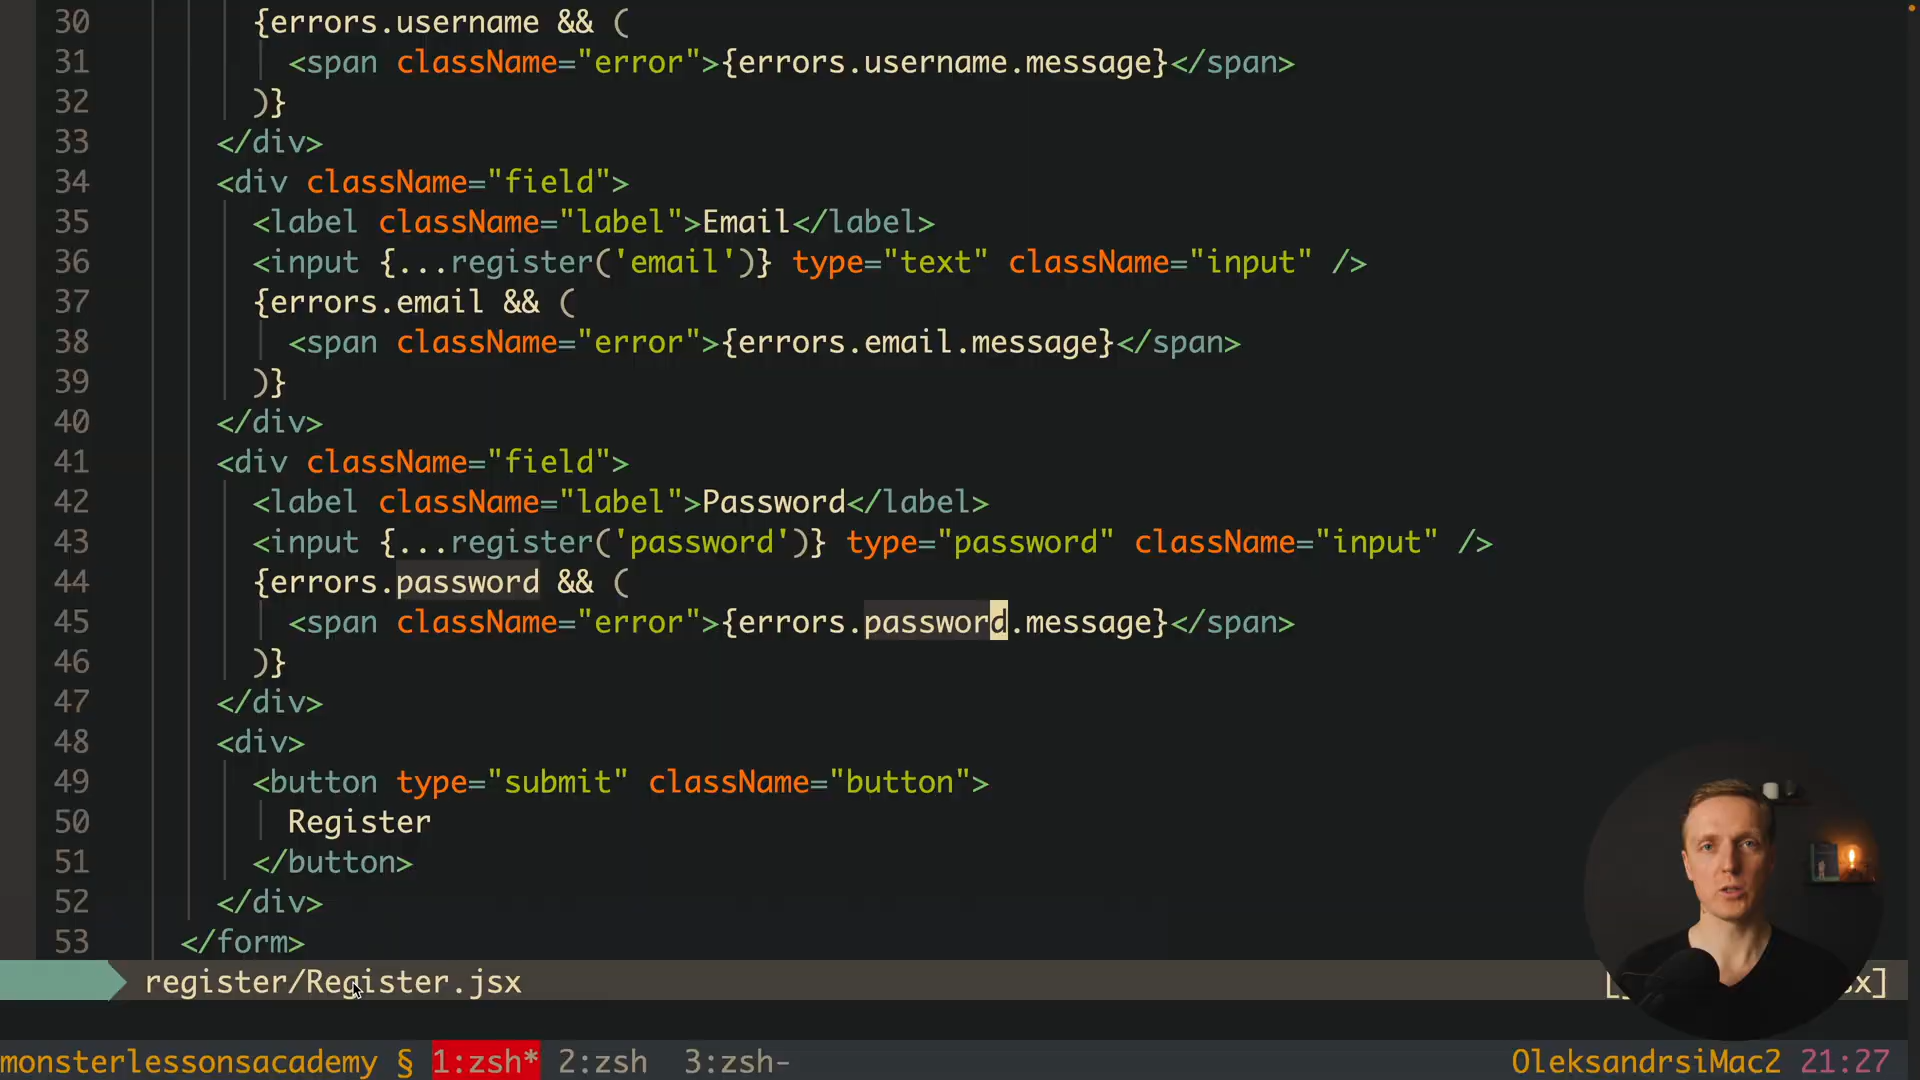 30 {errors.username && (
31 <span className="error">{errors.username.message}</span>
32 )}
33 </div>
34 <div className="field">
35 <label className="label">Email</label>
36 <input {...register('email')} type="text" className="input" />
37 {errors.email && (
38 <span className="error">{errors.email.message}</span>
39 )}
40 </div>
41 <div className="field">
42 <label className="label">Password</label>
43 <input {...register('password')} type="password" className="input" />
44 {errors.password && (
45 <span className="error">{errors.password.message}</span>
46 )}
47 </div>
48 <div>
49 <button type="submit" className="button">
50 Register
51 </button>
52 </div>
53 </form>
register/Register.jsx
monsterlessonsacademy § 1:zsh* 2:zsh 3:zsh- OleksandrsiMac2 21:27